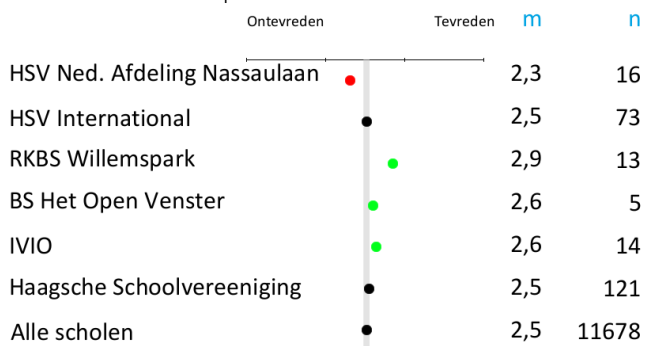 Ontevreden Tevreden m n
HSV Ned. Afdeling Nassaulaan 2,3 16
HSV International 2,5 73
RKBS Willemspark 2,9 13
BS Het Open Venster 2,6 5
IVIO 2,6 14
Haagsche Schoolvereeniging 2,5 121
Alle scholen 2,5 11678